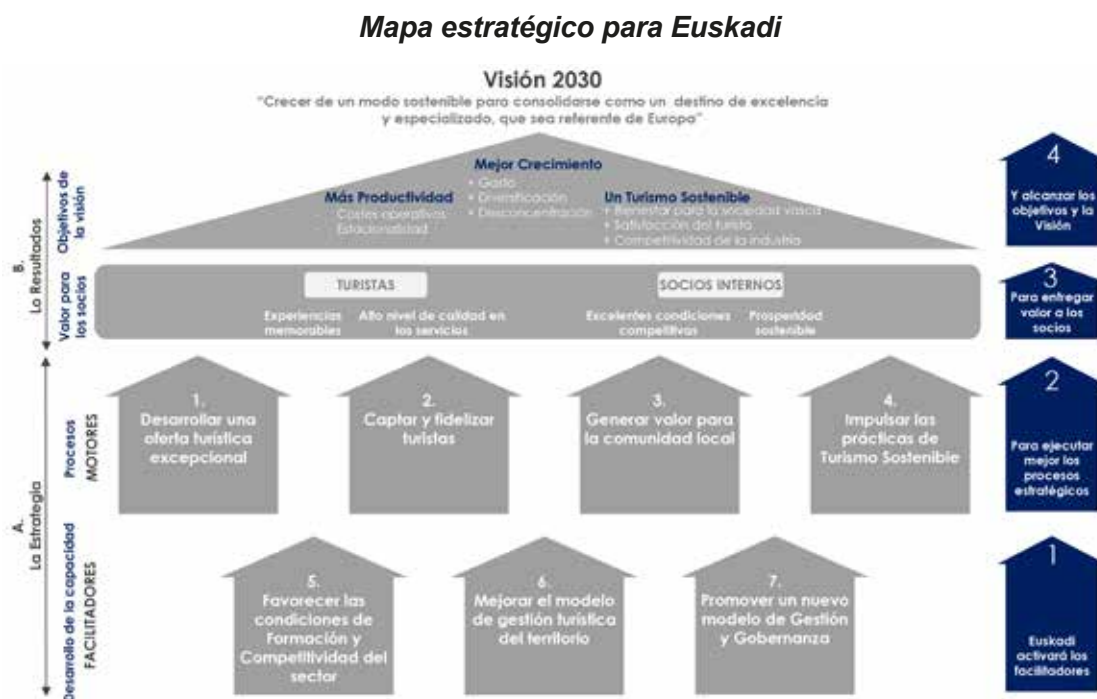 Mapa estratégico para Euskadi
Visión 2030
"Crecer de un modo sostenible para consolidarse como un destino de excelencia
y especializado, que sea referente de Europa"
B.
Lo Resultados
Objetivos de
la visión
Mejor Crecimiento
• Gasto
• Diversificación
• Desconcentración
Más Productividad
Costes operativos
Estacionalidad
Un Turismo Sostenible
• Bienestar para la sociedad vasca
• Satisfacción del turista
• Competitividad de la industria
4
Y alcanzar los
objetivos y la
Visión
Valor para
los socios
TURISTAS
Experiencias
memorables
Alto nivel de calidad en
los servicios
SOCIOS INTERNOS
Excelentes condiciones
competitivas
Prosperidad
sostenible
3
Para entregar
valor a los
socios
A.
La Estrategia
Procesos
MOTORES
1.
Desarrollar una
oferta turística
excepcional
2.
Captar y fidelizar
turistas
3.
Generar valor para
la comunidad local
4.
Impulsar las
prácticas de
Turismo Sostenible
2
Para ejecutar
mejor los
procesos
estratégicos
Desarrollo de la capacidad
FACILITADORES
5.
Favorecer las
condiciones de
Formación y
Competitividad del
sector
6.
Mejorar el modelo
de gestión turística
del territorio
7.
Promover un nuevo
modelo de Gestión
y Gobernanza
1
Euskadi
activará los
facilitadores